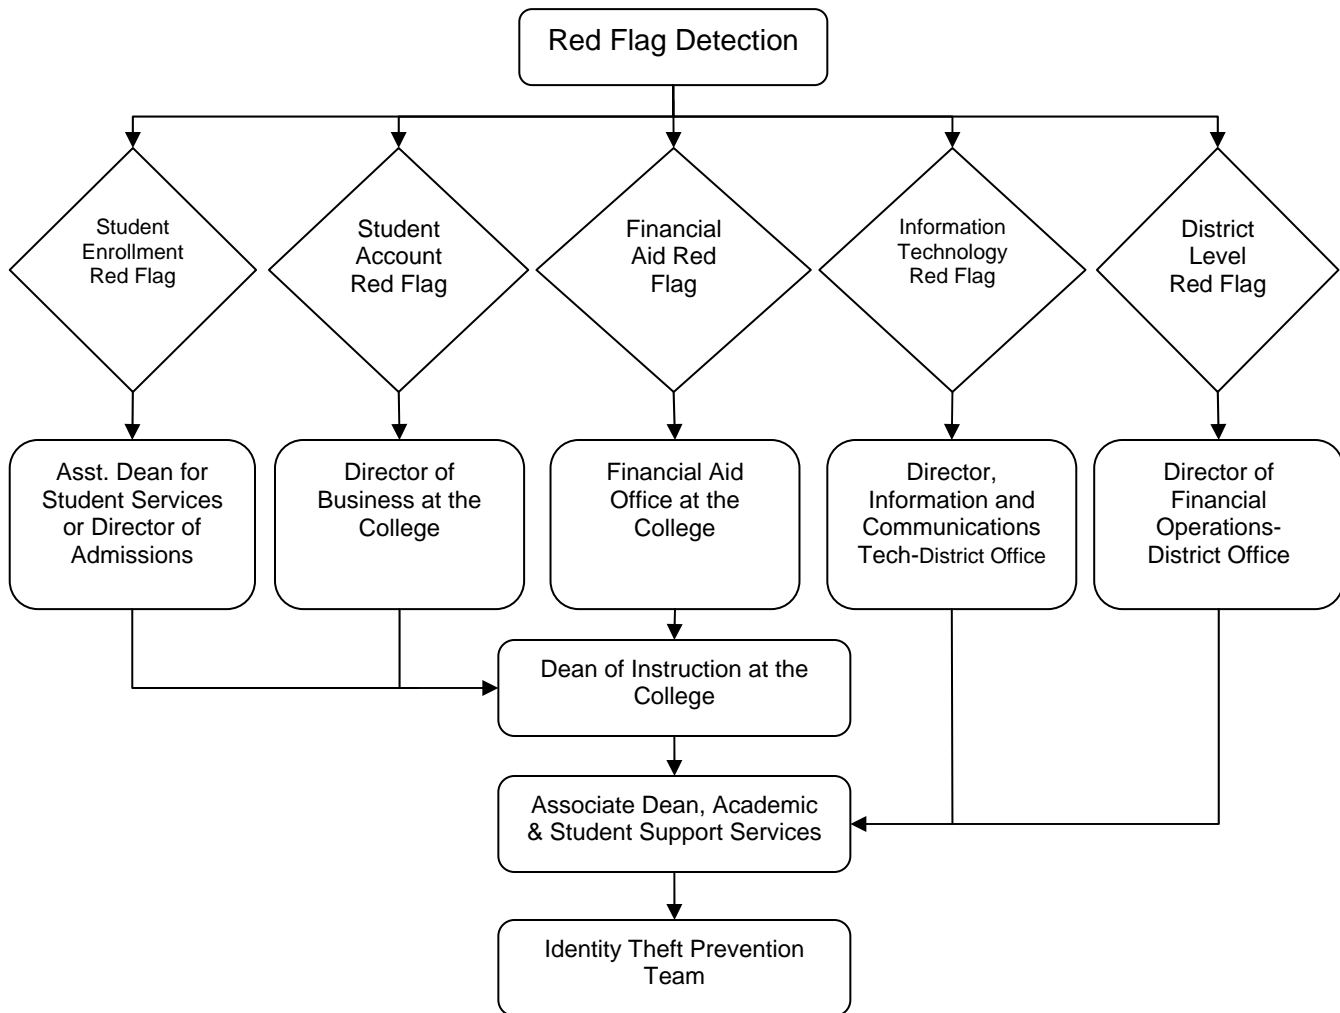 Red Flag Detection
Student
Enrollment
Red Flag
Student
Account
Red Flag
Financial
Aid Red
Flag
Information
Technology
Red Flag
District
Level
Red Flag
Asst. Dean for
Student Services
or Director of
Admissions
Director of
Business at the
College
Financial Aid
Office at the
College
Director,
Information and
Communications
Tech-District Office
Director of
Financial
Operations-
District Office
Dean of Instruction at the
College
Associate Dean, Academic
& Student Support Services
Identity Theft Prevention
Team